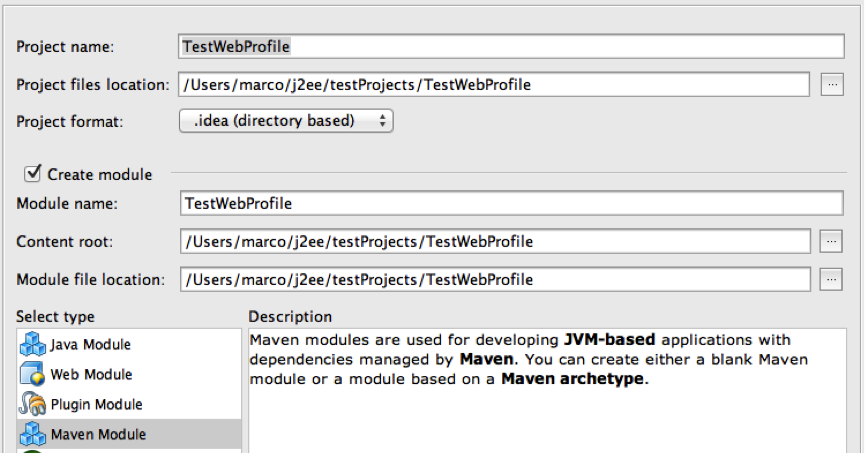 Project name: TestWebProfile
Project files location: /Users/marco/j2ee/testProjects/TestWebProfile ...
Project format: .idea (directory based)
Create module
Module name: TestWebProfile
Content root: /Users/marco/j2ee/testProjects/TestWebProfile ...
Module file location: /Users/marco/j2ee/testProjects/TestWebProfile ...
Select type
Java Module
Web Module
Plugin Module
Maven Module
Description
Maven modules are used for developing JVM-based applications with
dependencies managed by Maven. You can create either a blank Maven
module or a module based on a Maven archetype.